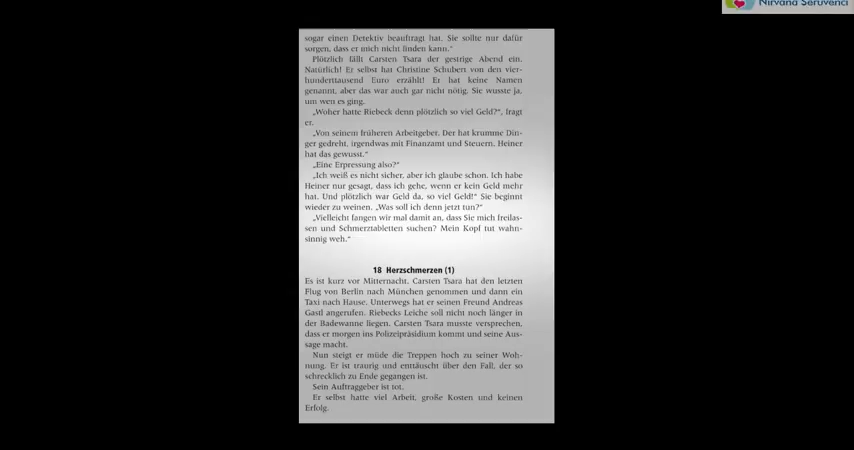 Nirvana Serüvenci
sogar einen Detektiv beauftragt hat. Sie sollte nur dafür
sorgen, dass er mich nicht finden kann.“
Plötzlich fällt Carsten Tsara der gestrige Abend ein.
Natürlich! Er selbst hat Christine Schubert von den vier-
hunderttausend Euro erzählt! Er hat keine Namen
genannt, aber das war auch gar nicht nötig. Sie wusste ja,
um wen es ging.
„Woher hatte Riebeck denn plötzlich so viel Geld?“, fragt
er.
„Von seinem früheren Arbeitgeber. Der hat krumme Din-
ger gedreht, irgendwas mit Finanzamt und Steuern. Heiner
hat das gewusst.“
„Eine Erpressung also?“
„Ich weiß es nicht sicher, aber ich glaube schon. Ich habe
Heiner nur gesagt, dass ich gehe, wenn er kein Geld mehr
hat. Und plötzlich war Geld da, so viel Geld!“ Sie beginnt
wieder zu weinen. „Was soll ich denn jetzt tun?“
„Vielleicht fangen wir mal damit an, dass Sie mich freilas-
sen und Schmerztabletten suchen? Mein Kopf tut wahn-
sinnig weh.“
18 Herzschmerzen (1)
Es ist kurz vor Mitternacht. Carsten Tsara hat den letzten
Flug von Berlin nach München genommen und dann ein
Taxi nach Hause. Unterwegs hat er seinen Freund Andreas
Gastl angerufen. Riebecks Leiche soll nicht noch länger in
der Badewanne liegen. Carsten Tsara musste versprechen,
dass er morgen ins Polizeipräsidium kommt und seine Aus-
sage macht.
Nun steigt er müde die Treppen hoch zu seiner Woh-
nung. Er ist traurig und enttäuscht über den Fall, der so
schrecklich zu Ende gegangen ist.
Sein Auftraggeber ist tot.
Er selbst hatte viel Arbeit, große Kosten und keinen
Erfolg.